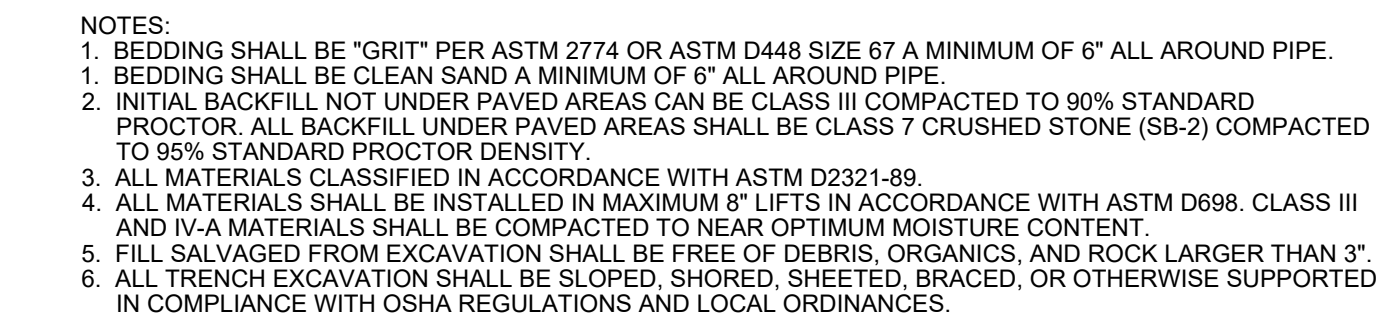 NOTES:
1. BEDDING SHALL BE "GRIT" PER ASTM 2774 OR ASTM D448 SIZE 67 A MINIMUM OF 6" ALL AROUND PIPE.
1. BEDDING SHALL BE CLEAN SAND A MINIMUM OF 6" ALL AROUND PIPE.
2. INITIAL BACKFILL NOT UNDER PAVED AREAS CAN BE CLASS III COMPACTED TO 90% STANDARD
PROCTOR. ALL BACKFILL UNDER PAVED AREAS SHALL BE CLASS 7 CRUSHED STONE (SB-2) COMPACTED
TO 95% STANDARD PROCTOR DENSITY.
3. ALL MATERIALS CLASSIFIED IN ACCORDANCE WITH ASTM D2321-89.
4. ALL MATERIALS SHALL BE INSTALLED IN MAXIMUM 8" LIFTS IN ACCORDANCE WITH ASTM D698. CLASS III
AND IV-A MATERIALS SHALL BE COMPACTED TO NEAR OPTIMUM MOISTURE CONTENT.
5. FILL SALVAGED FROM EXCAVATION SHALL BE FREE OF DEBRIS, ORGANICS, AND ROCK LARGER THAN 3".
6. ALL TRENCH EXCAVATION SHALL BE SLOPED, SHORED, SHEETED, BRACED, OR OTHERWISE SUPPORTED
IN COMPLIANCE WITH OSHA REGULATIONS AND LOCAL ORDINANCES.